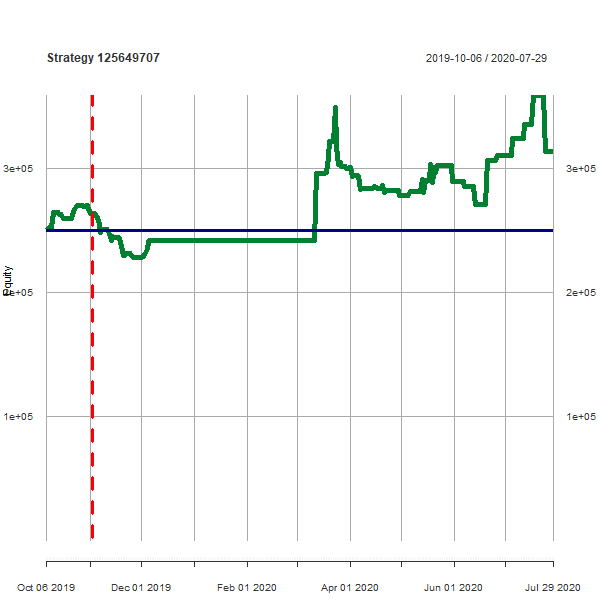 Strategy 125649707
2019-10-06 / 2020-07-29
3e+05
3e+05
Equity
2e+05
2e+05
1e+05
1e+05
Oct 06 2019
Dec 01 2019
Feb 01 2020
Apr 01 2020
Jun 01 2020
Jul 29 2020